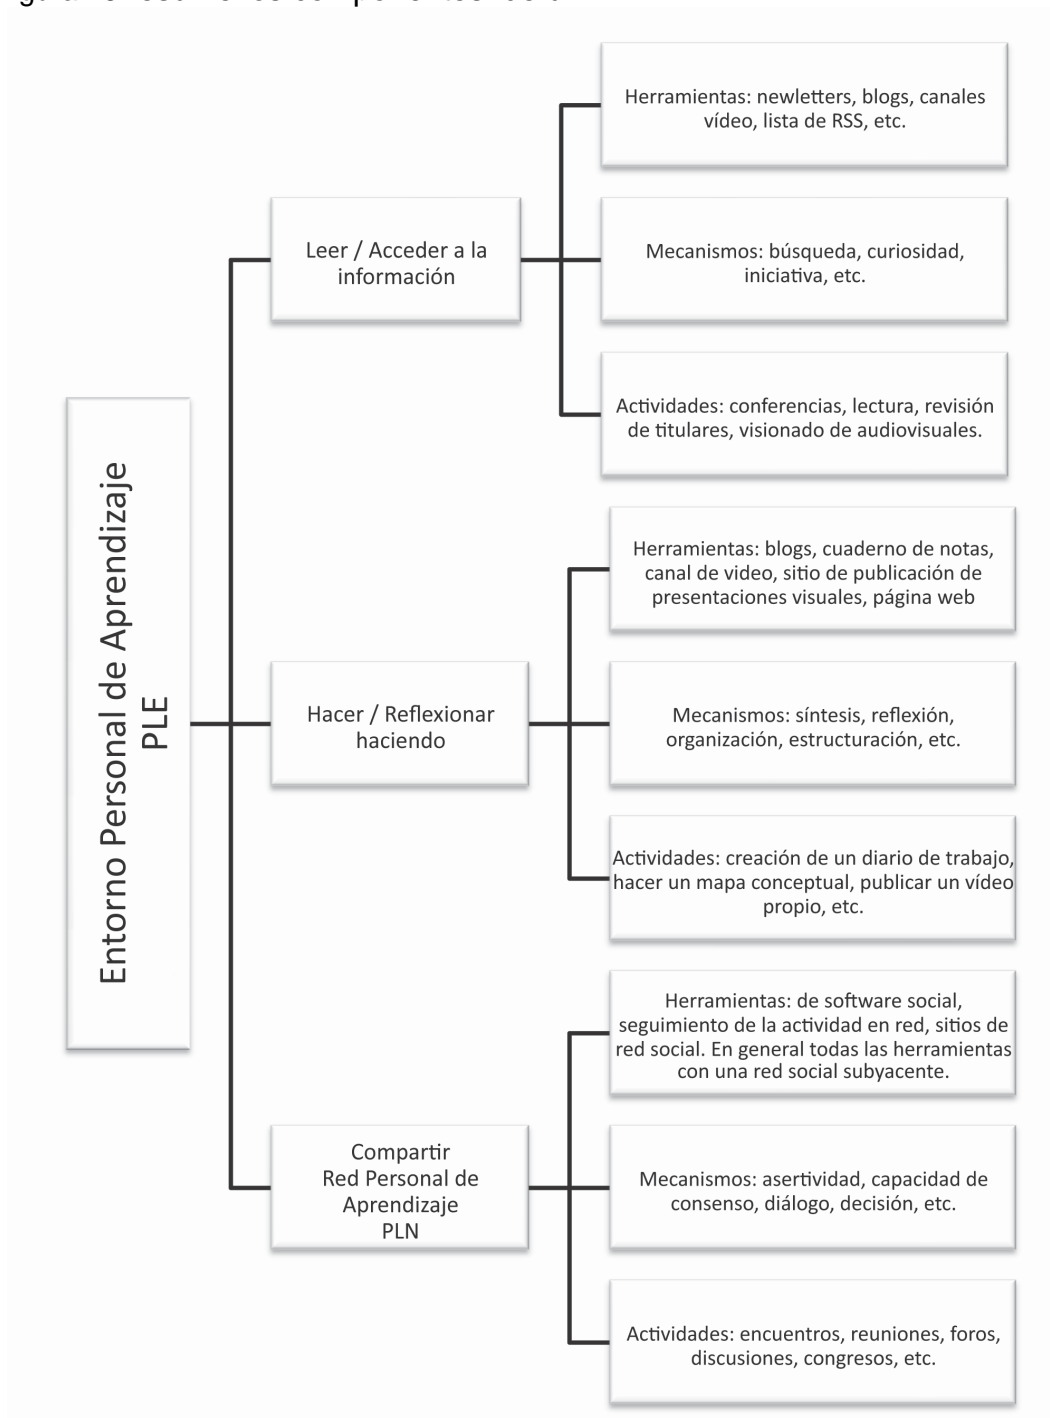 Herramientas: newletters, blogs, canales
vídeo, lista de RSS, etc.
Leer / Acceder a la
información
Mecanismos: búsqueda, curiosidad,
iniciativa, etc.
Actividades: conferencias, lectura, revisión
de titulares, visionado de audiovisuales.
Entorno Personal de Aprendizaje
PLE
Herramientas: blogs, cuaderno de notas,
canal de video, sitio de publicación de
presentaciones visuales, página web
Hacer / Reflexionar
haciendo
Mecanismos: síntesis, reflexión,
organización, estructuración, etc.
Actividades: creación de un diario de trabajo,
hacer un mapa conceptual, publicar un vídeo
propio, etc.
Herramientas: de software social,
seguimiento de la actividad en red, sitios de
red social. En general todas las herramientas
con una red social subyacente.
Compartir
Red Personal de
Aprendizaje
PLN
Mecanismos: asertividad, capacidad de
consenso, diálogo, decisión, etc.
Actividades: encuentros, reuniones, foros,
discusiones, congresos, etc.